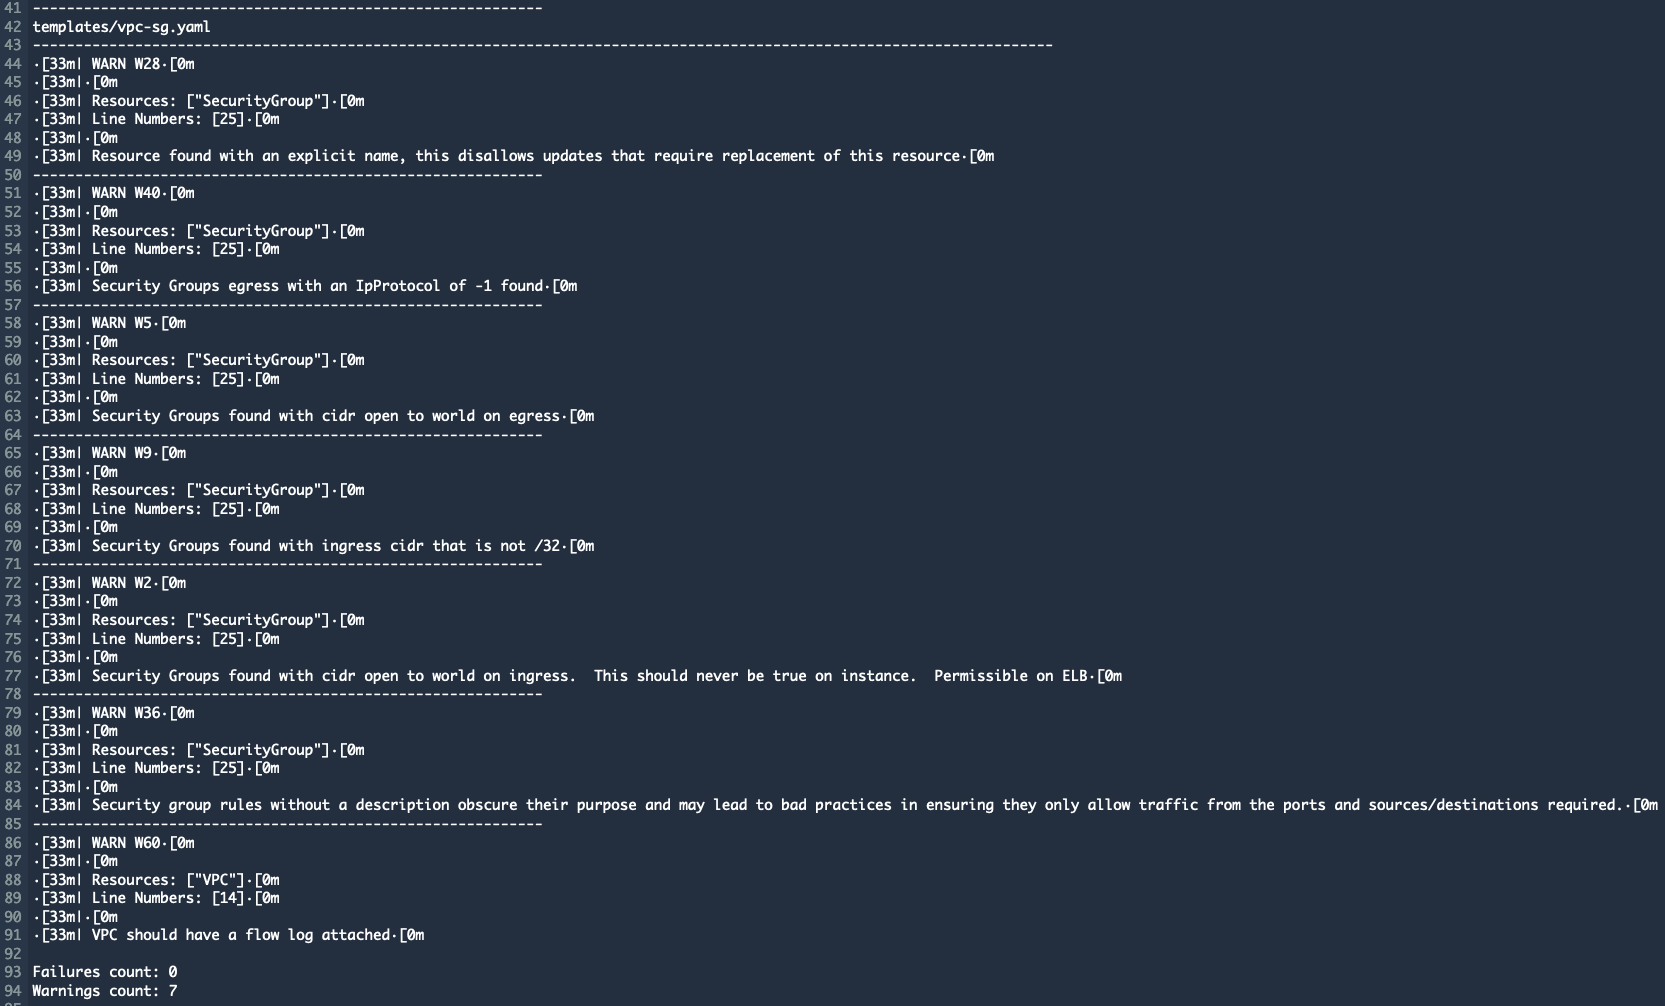 41 ------------------------------------------------------------
42 templates/vpc-sg.yaml
43 ------------------------------------------------------------------------------------------------------------------------
44 ·[33m| WARN W28·[0m
45 ·[33m|·[0m
46 ·[33m| Resources: ["SecurityGroup"]·[0m
47 ·[33m| Line Numbers: [25]·[0m
48 ·[33m|·[0m
49 ·[33m| Resource found with an explicit name, this disallows updates that require replacement of this resource·[0m
50 ------------------------------------------------------------
51 ·[33m| WARN W40·[0m
52 ·[33m|·[0m
53 ·[33m| Resources: ["SecurityGroup"]·[0m
54 ·[33m| Line Numbers: [25]·[0m
55 ·[33m|·[0m
56 ·[33m| Security Groups egress with an IpProtocol of -1 found·[0m
57 ------------------------------------------------------------
58 ·[33m| WARN W5·[0m
59 ·[33m|·[0m
60 ·[33m| Resources: ["SecurityGroup"]·[0m
61 ·[33m| Line Numbers: [25]·[0m
62 ·[33m|·[0m
63 ·[33m| Security Groups found with cidr open to world on egress·[0m
64 ------------------------------------------------------------
65 ·[33m| WARN W9·[0m
66 ·[33m|·[0m
67 ·[33m| Resources: ["SecurityGroup"]·[0m
68 ·[33m| Line Numbers: [25]·[0m
69 ·[33m|·[0m
70 ·[33m| Security Groups found with ingress cidr that is not /32·[0m
71 ------------------------------------------------------------
72 ·[33m| WARN W2·[0m
73 ·[33m|·[0m
74 ·[33m| Resources: ["SecurityGroup"]·[0m
75 ·[33m| Line Numbers: [25]·[0m
76 ·[33m|·[0m
77 ·[33m| Security Groups found with cidr open to world on ingress.  This should never be true on instance.  Permissible on ELB·[0m
78 ------------------------------------------------------------
79 ·[33m| WARN W36·[0m
80 ·[33m|·[0m
81 ·[33m| Resources: ["SecurityGroup"]·[0m
82 ·[33m| Line Numbers: [25]·[0m
83 ·[33m|·[0m
84 ·[33m| Security group rules without a description obscure their purpose and may lead to bad practices in ensuring they only allow traffic from the ports and sources/destinations required.·[0m
85 ------------------------------------------------------------
86 ·[33m| WARN W60·[0m
87 ·[33m|·[0m
88 ·[33m| Resources: ["VPC"]·[0m
89 ·[33m| Line Numbers: [14]·[0m
90 ·[33m|·[0m
91 ·[33m| VPC should have a flow log attached·[0m
92
93 Failures count: 0
94 Warnings count: 7